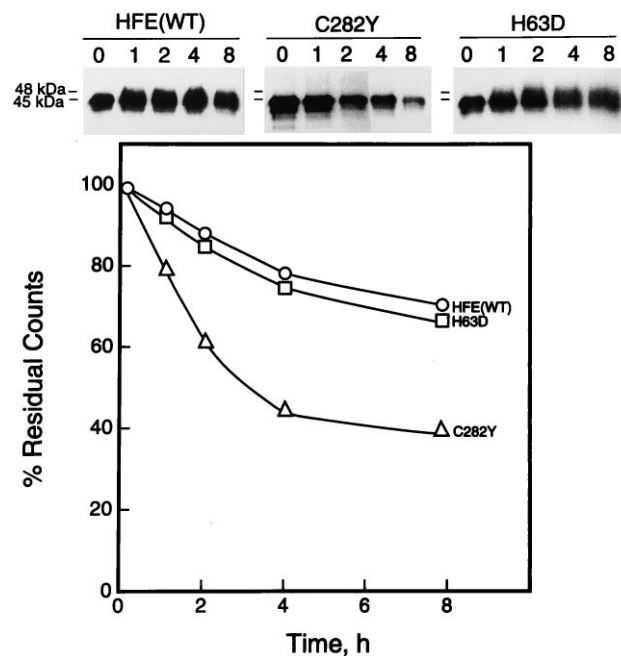 HFE(WT) C282Y H63D
0 1 2 4 8 0 1 2 4 8 0 1 2 4 8
48 kDa
45 kDa
100
80
60
40
20
0
HFE(WT)
H63D
C282Y
% Residual Counts
0 2 4 6 8
Time, h